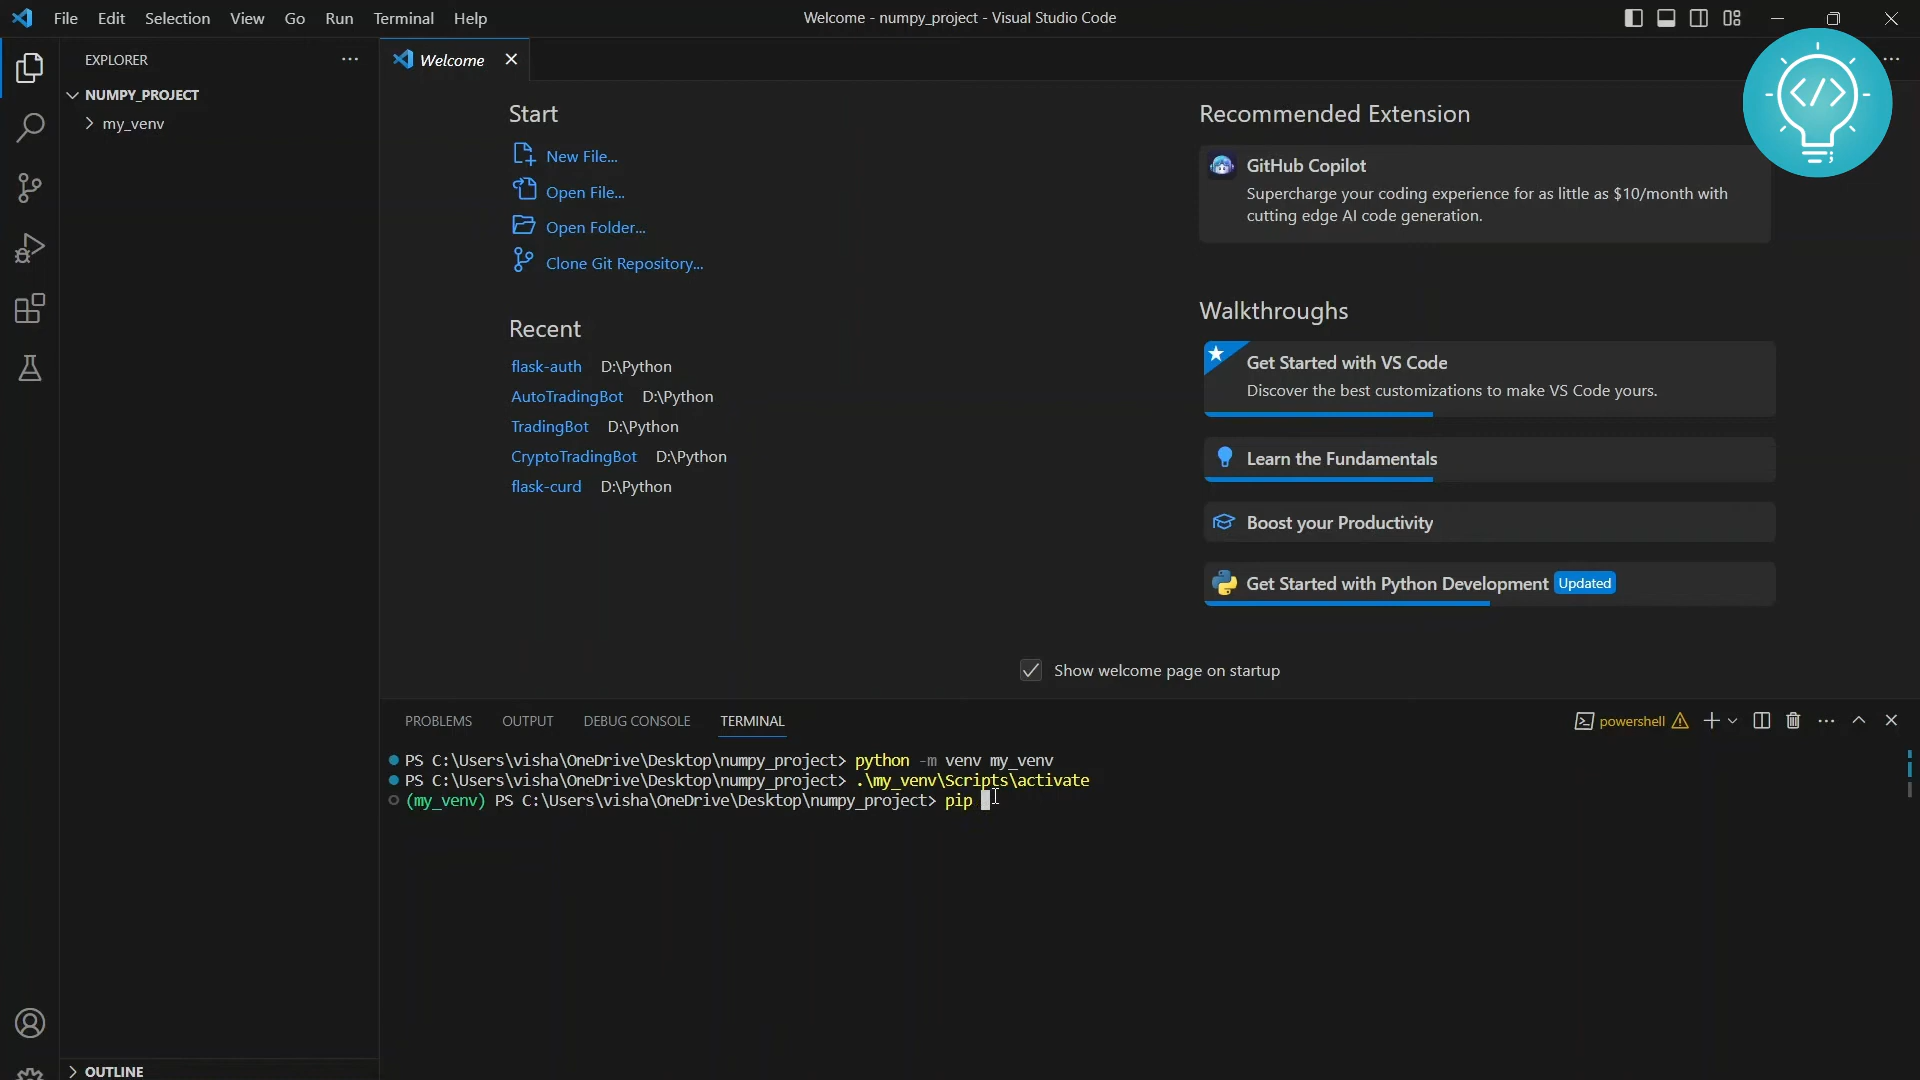 File Edit Selection View Go Run Terminal Help
Welcome - numpy_project - Visual Studio Code
EXPLORER
NUMPY_PROJECT
my_venv
OUTLINE
Welcome
Start
New File...
Open File...
Open Folder...
Clone Git Repository...
Recent
flask-auth D:\Python
AutoTradingBot D:\Python
TradingBot D:\Python
CryptoTradingBot D:\Python
flask-curd D:\Python
Recommended Extension
GitHub Copilot
Supercharge your coding experience for as little as $10/month with
cutting edge AI code generation.
Walkthroughs
Get Started with VS Code
Discover the best customizations to make VS Code yours.
Learn the Fundamentals
Boost your Productivity
Get Started with Python Development Updated
Show welcome page on startup
</>
PROBLEMS OUTPUT DEBUG CONSOLE TERMINAL
powershell
PS C:\Users\visha\OneDrive\Desktop\numpy_project> python -m venv my_venv
PS C:\Users\visha\OneDrive\Desktop\numpy_project> .\my_venv\Scripts\activate
(my_venv) PS C:\Users\visha\OneDrive\Desktop\numpy_project> pip